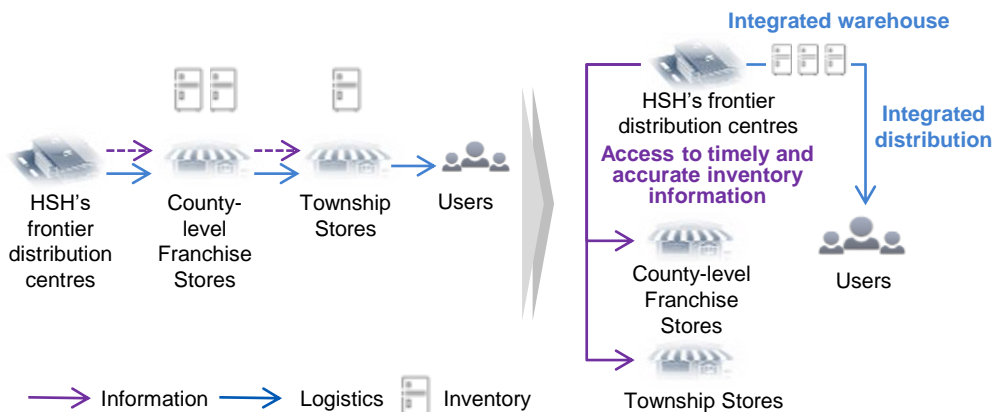 HSH's
frontier
distribution
centres
County-
level
Franchise
Stores
Township
Stores
Users
Integrated warehouse
HSH's frontier
distribution centres
Integrated
distribution
Access to timely and
accurate inventory
information
County-level
Franchise
Stores
Users
Township Stores
Information
Logistics
Inventory